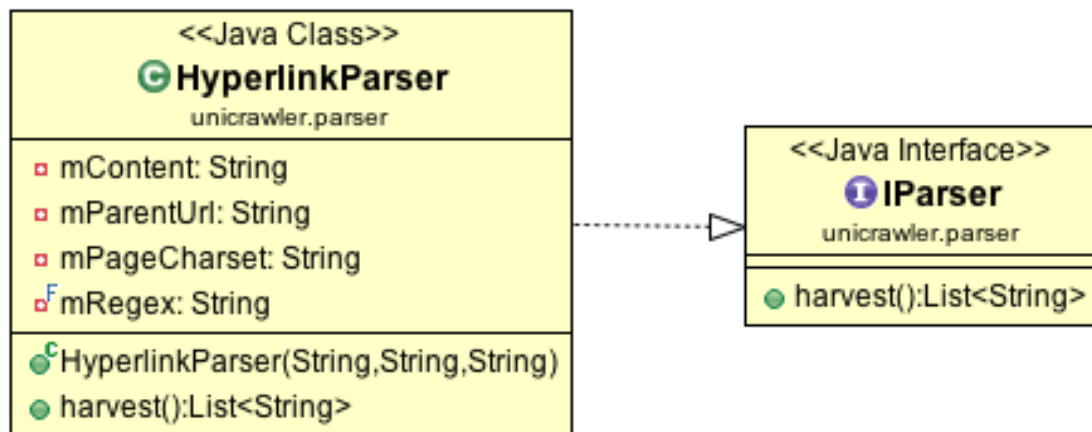 <<Java Class>>
C HyperlinkParser
unicrawler.parser
mContent: String
mParentUrl: String
mPageCharset: String
F mRegex: String
C HyperlinkParser(String,String,String)
harvest():List<String>
<<Java Interface>>
I IParser
unicrawler.parser
harvest():List<String>